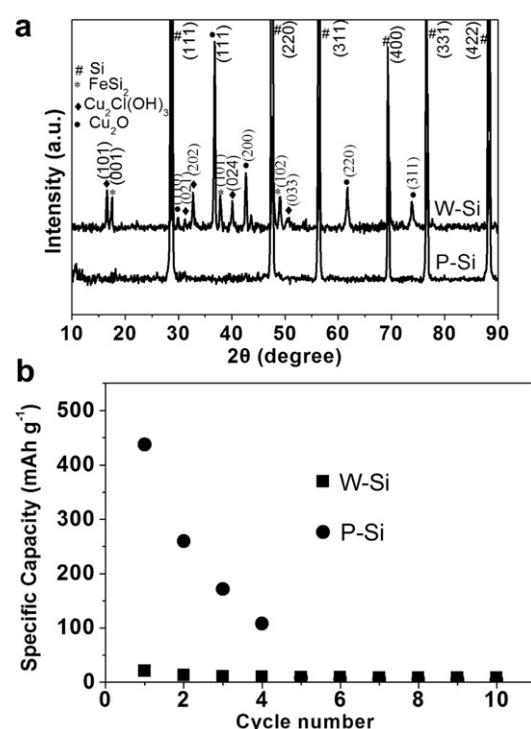 a
# Si
* FeSi₂
♦ Cu₂Cl(OH)₃
● Cu₂O
(101)
(001)
#
(111)
(021)
(202)
●
(111)
(101)
♦
(024)
●
(200)
#
(220)
*
(102)
♦
(033)
#
(311)
●
(220)
#
(400)
●
(311)
#
(331)
#
(422)
W-Si
P-Si
Intensity (a.u.)
10 20 30 40 50 60 70 80 90
2θ (degree)
b
Specific Capacity (mAh g⁻¹)
500
400
300
200
100
0
■ W-Si
● P-Si
0 2 4 6 8 10
Cycle number